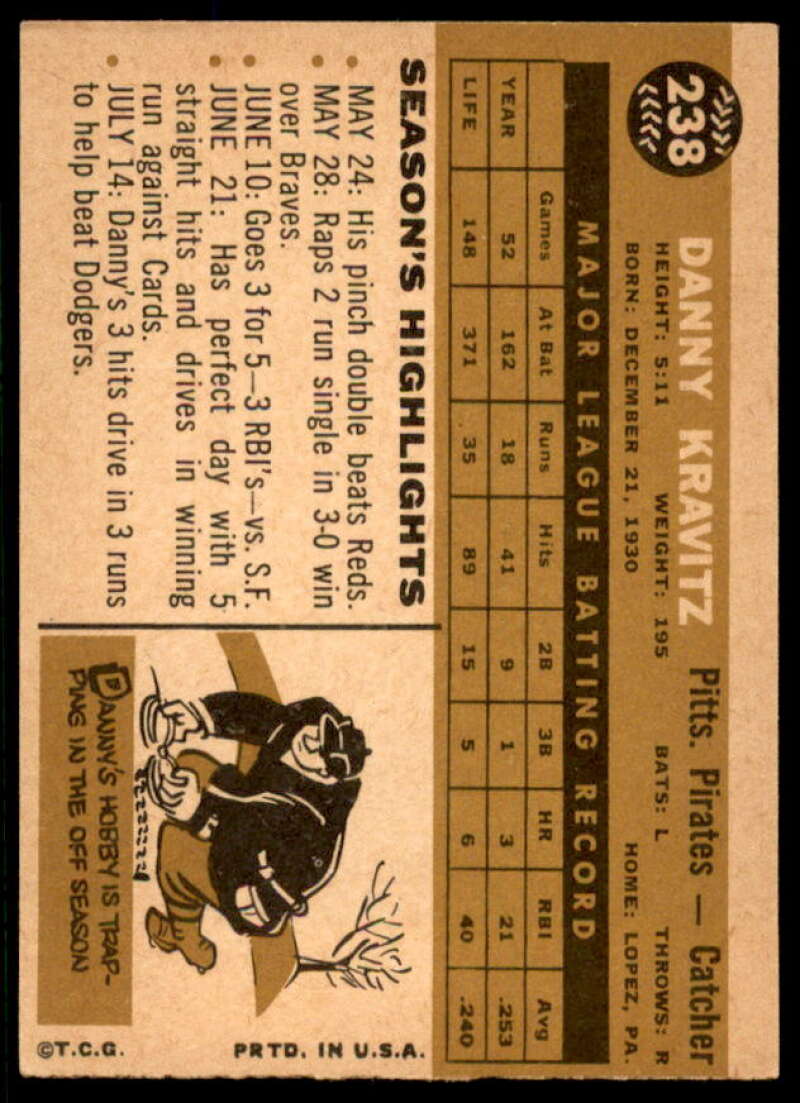 238
DANNY KRAVITZ Pitts. Pirates — Catcher
HEIGHT: 5:11 WEIGHT: 195 BATS: L THROWS: R
BORN: DECEMBER 21, 1930 HOME: LOPEZ, PA.
MAJOR LEAGUE BATTING RECORD
Games At Bat Runs Hits 2B 3B HR RBI Avg
YEAR 52 162 18 41 9 1 3 21 .253
LIFE 148 371 35 89 15 5 6 40 .240
SEASON'S HIGHLIGHTS
• MAY 24: His pinch double beats Reds.
• MAY 28: Raps 2 run single in 3-0 win
over Braves.
• JUNE 10: Goes 3 for 5—3 RBI's—vs. S.F.
• JUNE 21: Has perfect day with 5
straight hits and drives in winning
run against Cards.
• JULY 14: Danny's 3 hits drive in 3 runs
to help beat Dodgers.
DANNY'S HOBBY IS TRAP-
PING IN THE OFF SEASON
©T.C.G. PRTD. IN U.S.A.